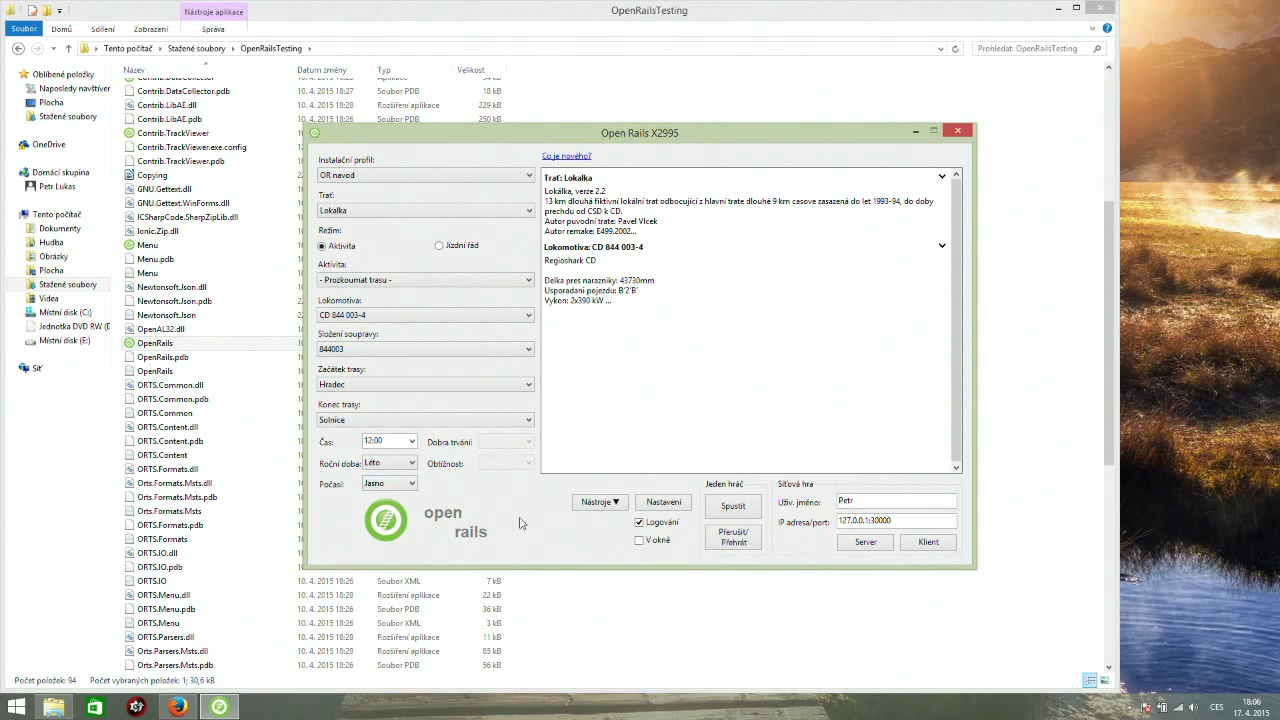 Nástroje aplikace
OpenRailsTesting
Soubor
Domů
Sdílení
Zobrazení
Správa
Tento počítač
Stažené soubory
OpenRailsTesting
Prohledat: OpenRailsTesting
Název
Datum změny
Typ
Velikost
Oblíbené položky
Naposledy navštíver
Plocha
Stažené soubory
OneDrive
Domácí skupina
Petr Lukas
Tento počítač
Dokumenty
Hudba
Obrázky
Plocha
Stažené soubory
Videa
Místní disk (C:)
Jednotka DVD RW (D
Místní disk (E:)
Síť
Contrib.DataCollector
Contrib.DataCollector.pdb 10. 4. 2015 18:27 Soubor PDB 18 kB
Contrib.LibAE.dll 10. 4. 2015 18:28 Rozšíření aplikace 229 kB
Contrib.LibAE.pdb 10. 4. 2015 18:26 Soubor PDB 250 kB
Contrib.TrackViewer
Contrib.TrackViewer.exe.config
Contrib.TrackViewer.pdb
Copying
GNU.Gettext.dll
GNU.Gettext.WinForms.dll
ICSharpCode.SharpZipLib.dll
Ionic.Zip.dll
Menu
Menu.pdb
Menu
Newtonsoft.Json.dll
Newtonsoft.Json.pdb
Newtonsoft.Json
OpenAL32.dll
OpenRails
OpenRails.pdb
OpenRails
ORTS.Common.dll
ORTS.Common.pdb
ORTS.Common
ORTS.Content.dll
ORTS.Content.pdb
ORTS.Content
ORTS.Formats.dll
Orts.Formats.Msts.dll
Orts.Formats.Msts.pdb
Orts.Formats.Msts
ORTS.Formats.pdb
ORTS.Formats
ORTS.IO.dll
ORTS.IO.pdb
ORTS.IO 10. 4. 2015 18:26 Soubor XML 7 kB
ORTS.Menu.dll 10. 4. 2015 18:28 Rozšíření aplikace 22 kB
ORTS.Menu.pdb 10. 4. 2015 18:26 Soubor PDB 36 kB
ORTS.Menu 10. 4. 2015 18:26 Soubor XML 3 kB
ORTS.Parsers.dll 10. 4. 2015 18:28 Rozšíření aplikace 11 kB
Orts.Parsers.Msts.dll 10. 4. 2015 18:28 Rozšíření aplikace 85 kB
Orts.Parsers.Msts.pdb 10. 4. 2015 18:26 Soubor PDB 56 kB
Počet položek: 94
Počet vybraných položek: 1; 30,6 kB
Open Rails X2995
Instalační profil:
OR navod
Trať:
Lokalka
Režim:
Aktivita
Jízdní řád
Aktivita:
- Prozkoumat trasu -
Lokomotiva:
CD 844 003-4
Složení soupravy:
844003
Začátek trasy:
Hradec
Konec trasy:
Solnice
Čas: 12:00 Dobra trvání:
Roční doba: Léto Obtížnost:
Počasí: Jasno
open
rails
Co je nového?
Trať: Lokalka
Lokálka, verze 2.2
13 km dlouhá fiktivní lokální trat odbocující z hlavní trate dlouhé 9 km casove zasazená do let 1993-94, do doby
prechdu od CSD k CD.
Autor puvodní trate: Pavel Vlcek
Autor remake: E499.2002...
Lokomotiva: CD 844 003-4
Regioshark CD
Delka pres narazniky: 43730mm
Usporadani pojezdu: B'2'B'
Vykon: 2x390 kW ...
Nástroje ▼
Nastavení
Logování
V okně
Jeden hráč
Spustit
Přerušit/
Přehrát
Síťová hra
Uživ. jméno: Petr
IP adresa/port: 127.0.0.1:30000
Server
Klient
CES
18:06
17. 4. 2015